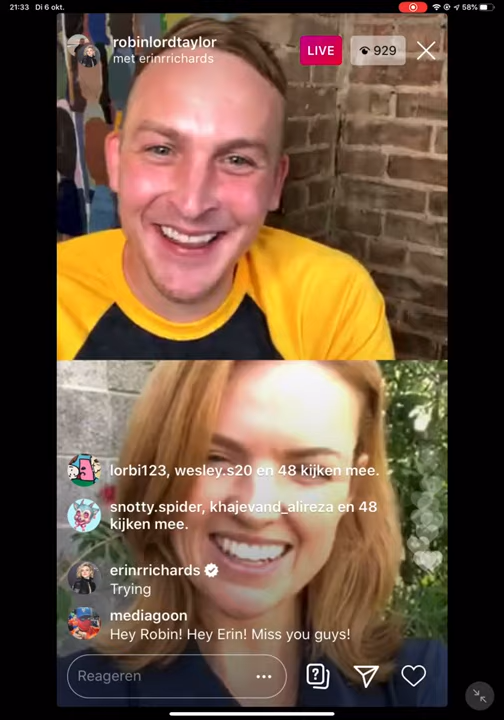 21:33 Di 6 okt.
58%
robinlordtaylor
met erinrrichards
LIVE
929
lorbi123, wesley.s20 en 48 kijken mee.
snotty.spider, khajevand_alireza en 48
kijken mee.
erinrrichards
Trying
mediagoon
Hey Robin! Hey Erin! Miss you guys!
Reageren